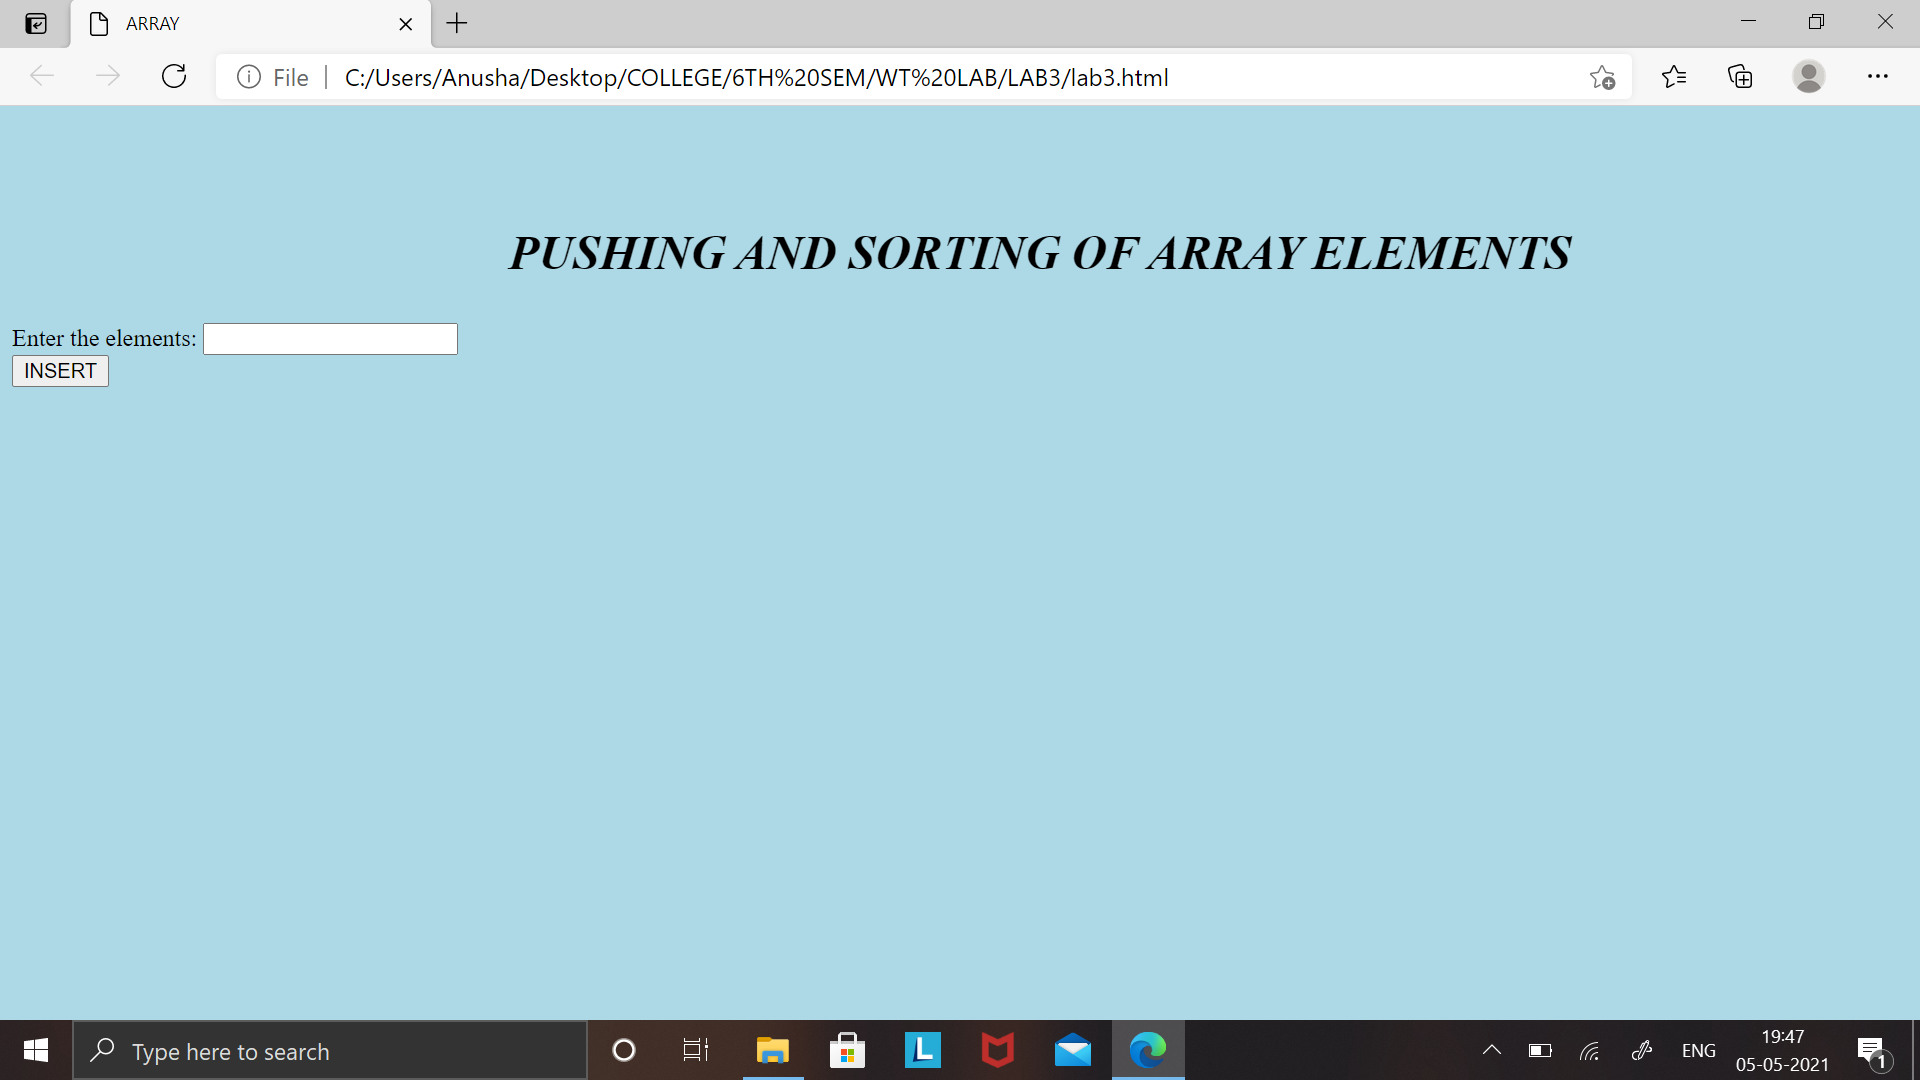 ARRAY
File
C:/Users/Anusha/Desktop/COLLEGE/6TH%20SEM/WT%20LAB/LAB3/lab3.html
PUSHING AND SORTING OF ARRAY ELEMENTS
Enter the elements:
INSERT
Type here to search
L
ENG
19:47
05-05-2021
1